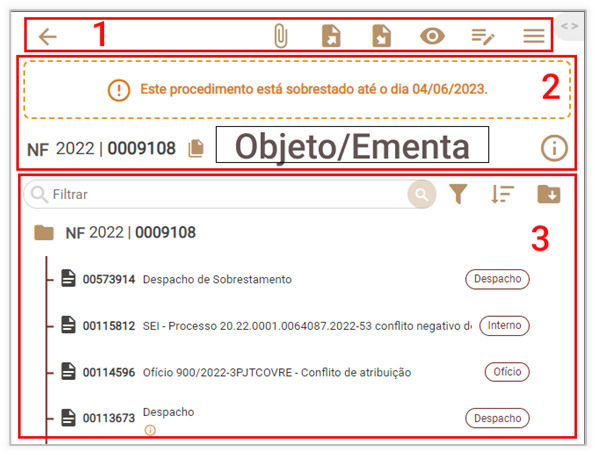 1
< >
Este procedimento está sobrestado até o dia 04/06/2023.
2
NF 2022 | 0009108
Objeto/Ementa
Filtrar
3
NF 2022 | 0009108
00573914 Despacho de Sobrestamento Despacho
00115812 SEI - Processo 20.22.0001.0064087.2022-53 conflito negativo d Interno
00114596 Ofício 900/2022-3PJTCOVRE - Conflito de atribuição Ofício
00113673 Despacho Despacho